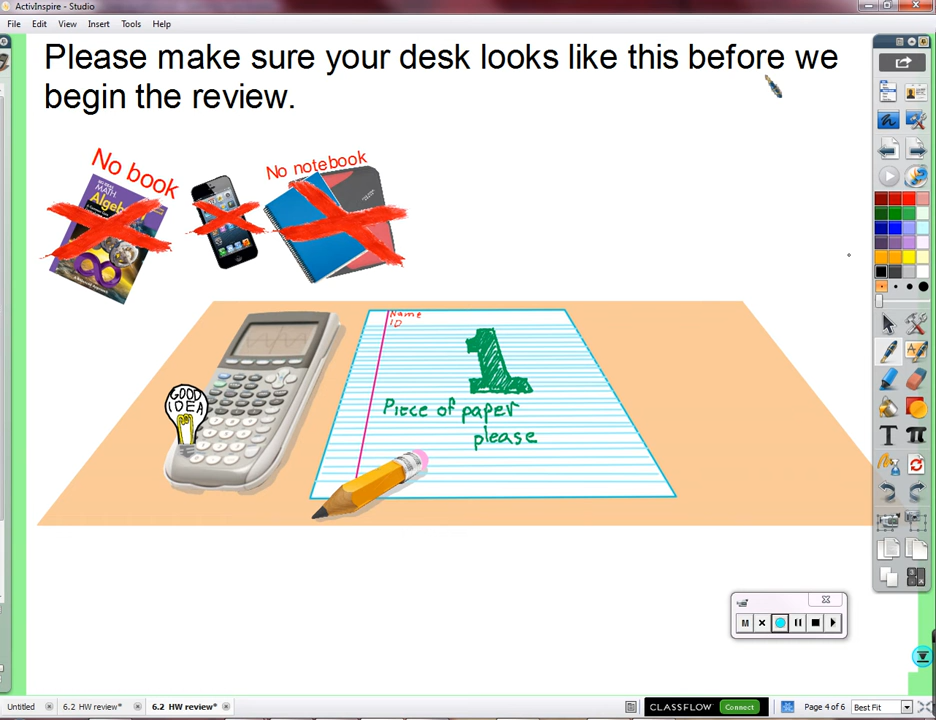 ActivInspire - Studio
File Edit View Insert Tools Help
Please make sure your desk looks like this before we
begin the review.
No book
No notebook
MATH
Algebra
GOOD
IDEA
Name
ID
1
Piece of paper
please
M
Untitled 6.2 HW review* 6.2 HW review* CLASSFLOW Connect Page 4 of 6 Best Fit